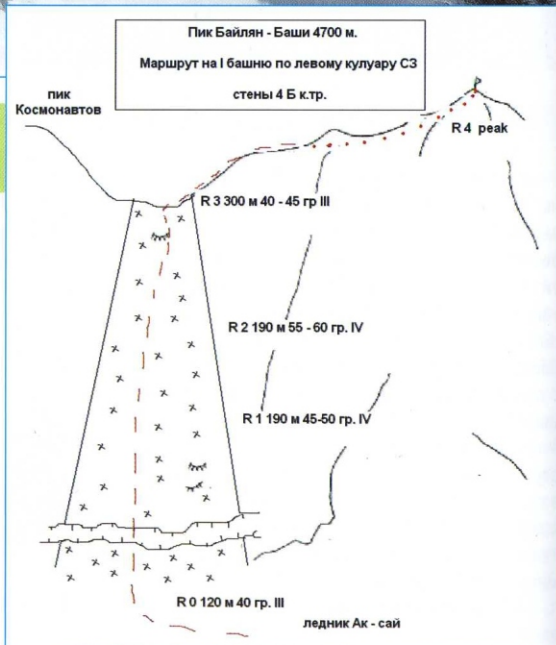 Пик Байлян - Баши 4700 м.
Маршрут на I башню по левому кулуару СЗ
стены 4 Б к.тр.
пик
Космонавтов
R 4 peak
R 3 300 м 40 - 45 гр III
R 2 190 м 55 - 60 гр. IV
R 1 190 м 45-50 гр. IV
R 0 120 м 40 гр. III
ледник Ак - сай